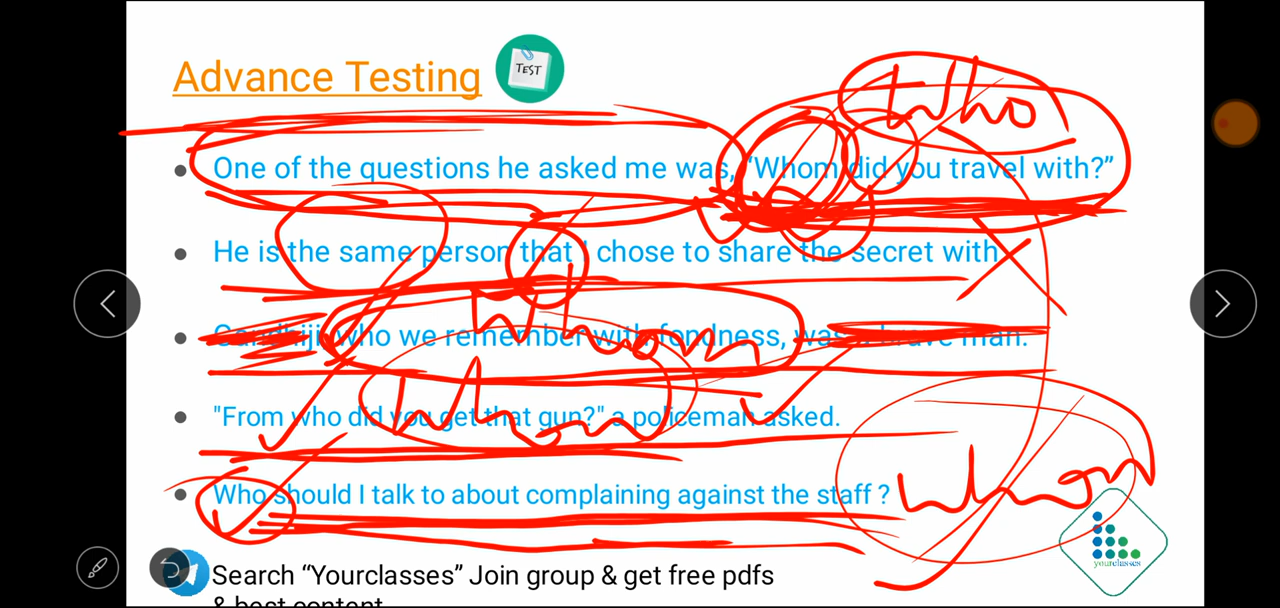 Advance Testing
TEST
Who
One of the questions he asked me was, “Whom did you travel with?”
He is the same person that I chose to share the secret with.
Whom
Gandhiji, who we remember with fondness, was a brave man.
Whom
"From who did you get that gun?" a policeman asked.
Who should I talk to about complaining against the staff ?
Whom
yourclasses
Search “Yourclasses” Join group & get free pdfs
& best content